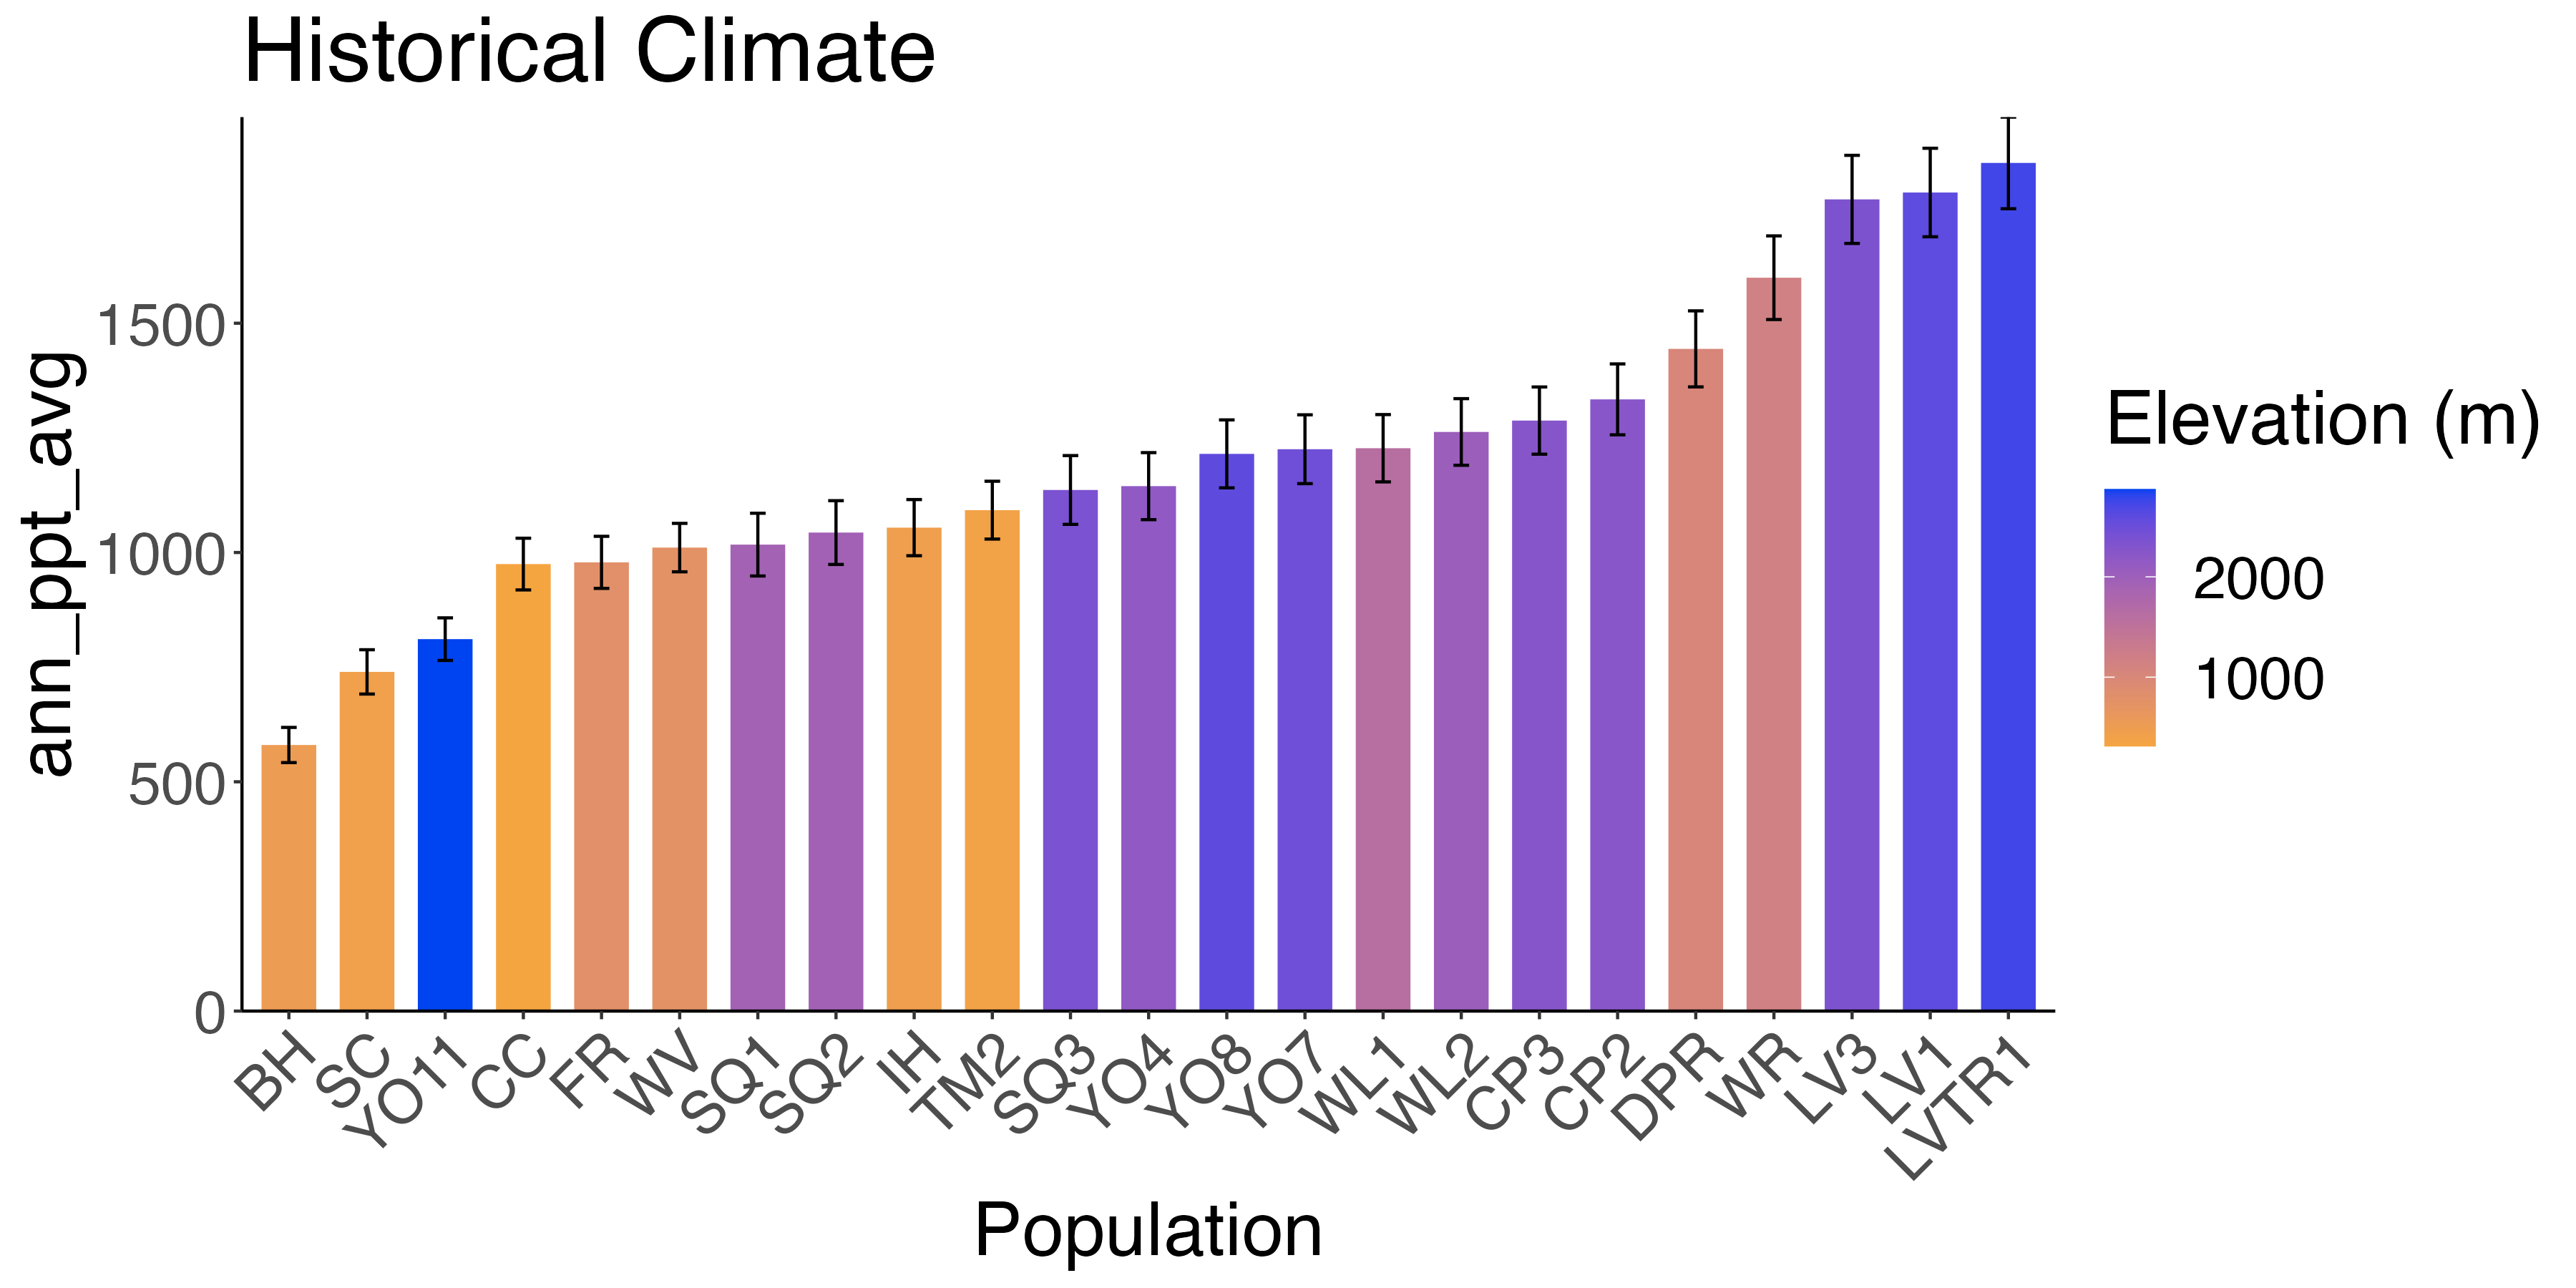 Historical Climate
ann_ppt_avg
1500
1000
500
0
BH
SC
YO11
CC
FR
WV
SQ1
SQ2
IH
TM2
SQ3
YO4
YO8
YO7
WL1
WL2
CP3
CP2
DPR
WR
LV3
LV1
LVTR1
Population
Elevation (m)
2000
1000